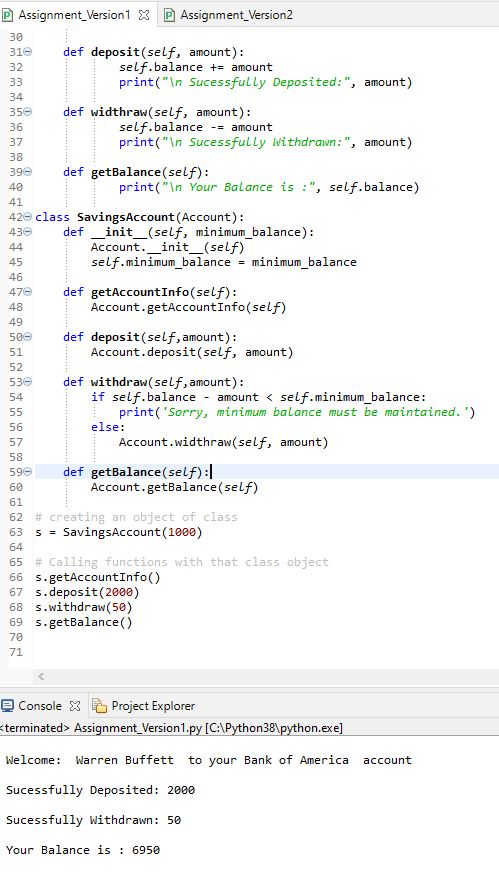 Assignment_Version1
Assignment_Version2
30
31 def deposit(self, amount):
32 self.balance += amount
33 print("\n Sucessfully Deposited:", amount)
34
35 def widthraw(self, amount):
36 self.balance -= amount
37 print("\n Sucessfully Withdrawn:", amount)
38
39 def getBalance(self):
40 print("\n Your Balance is :", self.balance)
41
42 class SavingsAccount(Account):
43 def __init__(self, minimum_balance):
44 Account.__init__(self)
45 self.minimum_balance = minimum_balance
46
47 def getAccountInfo(self):
48 Account.getAccountInfo(self)
49
50 def deposit(self,amount):
51 Account.deposit(self, amount)
52
53 def withdraw(self,amount):
54 if self.balance - amount < self.minimum_balance:
55 print('Sorry, minimum balance must be maintained.')
56 else:
57 Account.widthraw(self, amount)
58
59 def getBalance(self):
60 Account.getBalance(self)
61
62 # creating an object of class
63 s = SavingsAccount(1000)
64
65 # Calling functions with that class object
66 s.getAccountInfo()
67 s.deposit(2000)
68 s.withdraw(50)
69 s.getBalance()
70
71
Console Project Explorer
<terminated> Assignment_Version1.py [C:\Python38\python.exe]
Welcome:  Warren Buffett  to your Bank of America  account
Sucessfully Deposited: 2000
Sucessfully Withdrawn: 50
Your Balance is : 6950